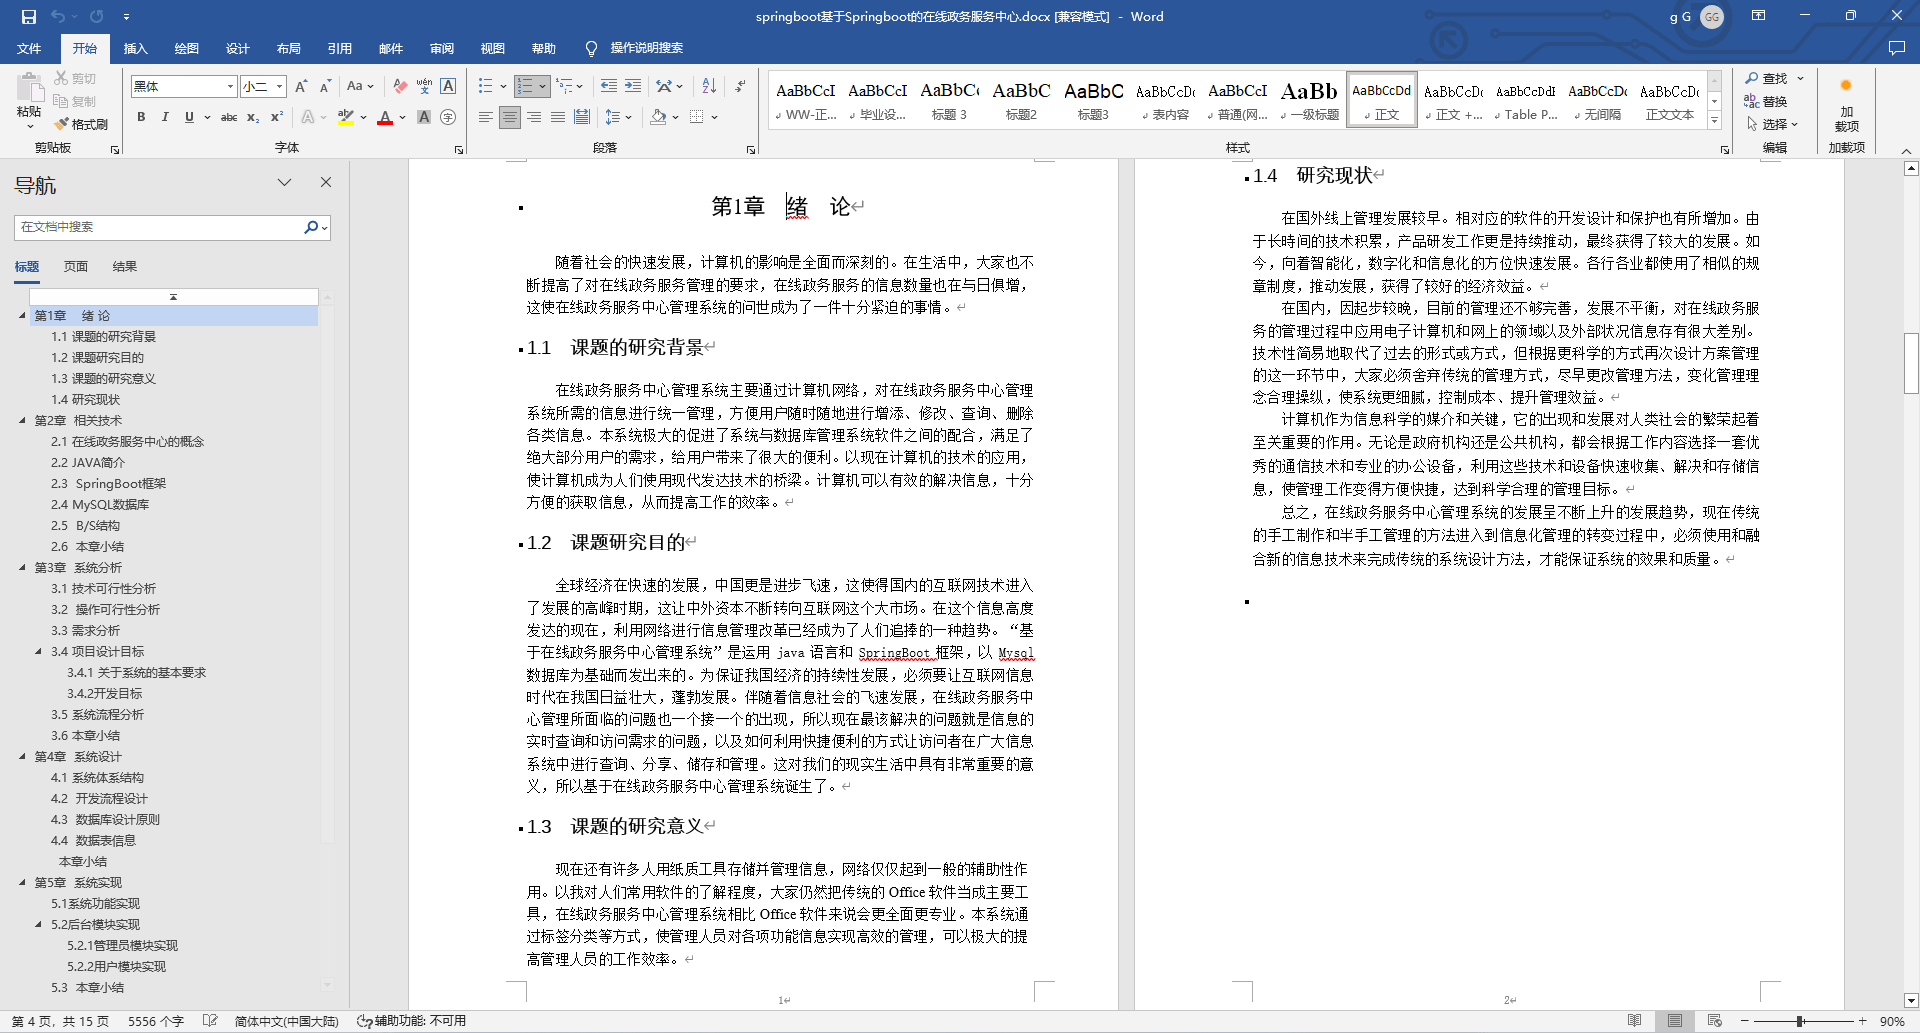 springboot基于Springboot的在线政务服务中心.docx [兼容模式] - Word
g G
GG
文件 开始 插入 绘图 设计 布局 引用 邮件 审阅 视图 帮助 操作说明搜索
粘贴
剪切
复制
格式刷
剪贴板
黑体 小二
B I U abc x₂ x²
字体
段落
AaBbCcI AaBbCcI AaBbC AaBbC AaBbC AaBbCcDc AaBbCcI AaBb AaBbCcDd AaBbCcDc AaBbCcDdI AaBbCcDc AaBbCcDc
WW-正... 毕业设... 标题 3 标题2 标题3 表内容 普通(网... 一级标题 正文 正文 +... Table P... 无间隔 正文文本
样式
查找
替换
选择
编辑
加
载项
加载项
导航
在文档中搜索
标题 页面 结果
第1章 绪 论
1.1 课题的研究背景
1.2 课题研究目的
1.3 课题的研究意义
1.4 研究现状
第2章 相关技术
2.1 在线政务服务中心的概念
2.2 JAVA简介
2.3 SpringBoot框架
2.4 MySQL数据库
2.5 B/S结构
2.6 本章小结
第3章 系统分析
3.1 技术可行性分析
3.2 操作可行性分析
3.3 需求分析
3.4 项目设计目标
3.4.1 关于系统的基本要求
3.4.2开发目标
3.5 系统流程分析
3.6 本章小结
第4章 系统设计
4.1 系统体系结构
4.2 开发流程设计
4.3 数据库设计原则
4.4 数据表信息
本章小结
第5章 系统实现
5.1系统功能实现
5.2后台模块实现
5.2.1管理员模块实现
5.2.2用户模块实现
5.3 本章小结
第1章 绪 论
随着社会的快速发展，计算机的影响是全面而深刻的。在生活中，大家也不
断提高了对在线政务服务管理的要求，在线政务服务的信息数量也在与日俱增，
这使在线政务服务中心管理系统的问世成为了一件十分紧迫的事情。
1.1 课题的研究背景
在线政务服务中心管理系统主要通过计算机网络，对在线政务服务中心管理
系统所需的信息进行统一管理，方便用户随时随地进行增添、修改、查询、删除
各类信息。本系统极大的促进了系统与数据库管理系统软件之间的配合，满足了
绝大部分用户的需求，给用户带来了很大的便利。以现在计算机的技术的应用，
使计算机成为人们使用现代发达技术的桥梁。计算机可以有效的解决信息，十分
方便的获取信息，从而提高工作的效率。
1.2 课题研究目的
全球经济在快速的发展，中国更是进步飞速，这使得国内的互联网技术进入
了发展的高峰时期，这让中外资本不断转向互联网这个大市场。在这个信息高度
发达的现在，利用网络进行信息管理改革已经成为了人们追捧的一种趋势。“基
于在线政务服务中心管理系统”是运用 java 语言和 SpringBoot 框架，以 Mysql
数据库为基础而发出来的。为保证我国经济的持续性发展，必须要让互联网信息
时代在我国日益壮大，蓬勃发展。伴随着信息社会的飞速发展，在线政务服务中
心管理所面临的问题也一个接一个的出现，所以现在最该解决的问题就是信息的
实时查询和访问需求的问题，以及如何利用快捷便利的方式让访问者在广大信息
系统中进行查询、分享、储存和管理。这对我们的现实生活中具有非常重要的意
义，所以基于在线政务服务中心管理系统诞生了。
1.3 课题的研究意义
现在还有许多人用纸质工具存储并管理信息，网络仅仅起到一般的辅助性作
用。以我对人们常用软件的了解程度，大家仍然把传统的 Office 软件当成主要工
具，在线政务服务中心管理系统相比 Office 软件来说会更全面更专业。本系统通
过标签分类等方式，使管理人员对各项功能信息实现高效的管理，可以极大的提
高管理人员的工作效率。
1
1.4 研究现状
在国外线上管理发展较早。相对应的软件的开发设计和保护也有所增加。由
于长時间的技术积累，产品研发工作更是持续推动，最终获得了较大的发展。如
今，向着智能化，数字化和信息化的方位快速发展。各行各业都使用了相似的规
章制度，推动发展，获得了较好的经济效益。
在国内，因起步较晚，目前的管理还不够完善，发展不平衡，对在线政务服
务的管理过程中应用电子计算机和网上的领域以及外部状况信息存有很大差别。
技术性简易地取代了过去的形式或方式，但根据更科学的方式再次设计方案管理
的这一环节中，大家必须舍弃传统的管理方式，尽早更改管理方法，变化管理理
念合理操纵，使系统更细腻，控制成本、提升管理效益。
计算机作为信息科学的媒介和关键，它的出现和发展对人类社会的繁荣起着
至关重要的作用。无论是政府机构还是公共机构，都会根据工作内容选择一套优
秀的通信技术和专业的办公设备，利用这些技术和设备快速收集、解决和存储信
息，使管理工作变得方便快捷，达到科学合理的管理目标。
总之，在线政务服务中心管理系统的发展呈不断上升的发展趋势，现在传统
的手工制作和半手工管理的方法进入到信息化管理的转变过程中，必须使用和融
合新的信息技术来完成传统的系统设计方法，才能保证系统的效果和质量。
2
第 4 页，共 15 页 5556 个字 简体中文(中国大陆) 辅助功能: 不可用 90%